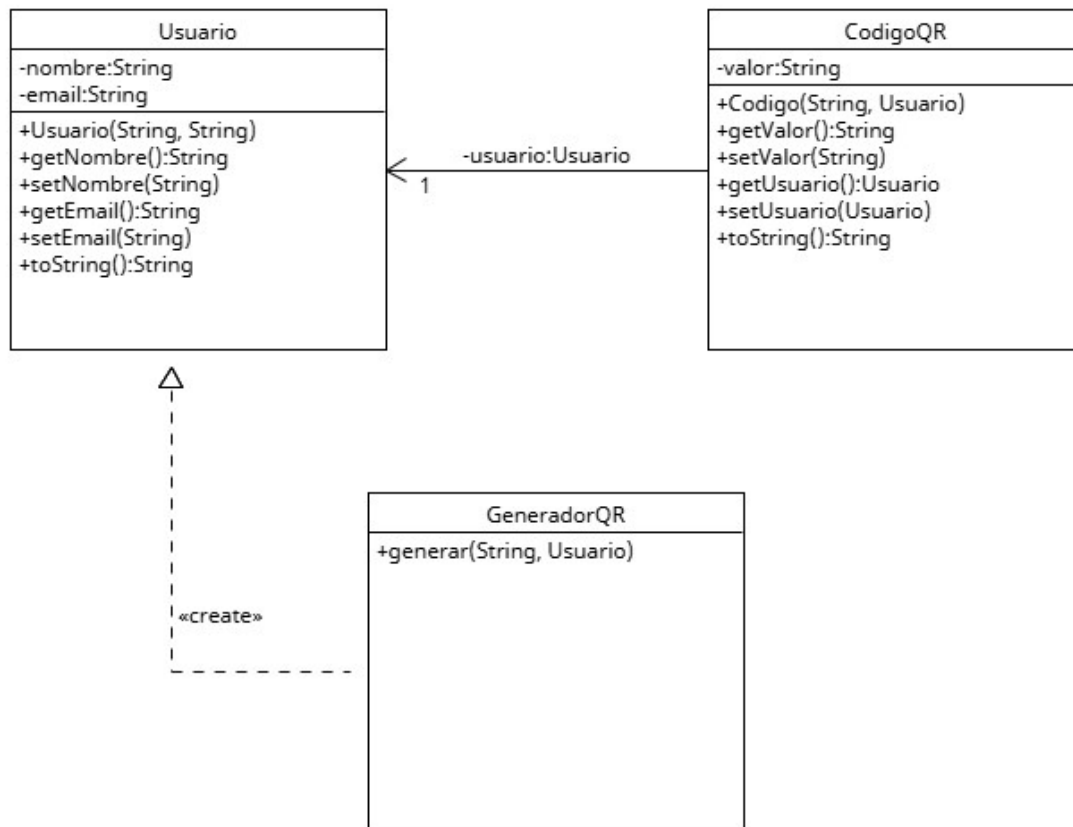 Usuario
-nombre:String
-email:String
+Usuario(String, String)
+getNombre():String
+setNombre(String)
+getEmail():String
+setEmail(String)
+toString():String
-usuario:Usuario
1
CodigoQR
-valor:String
+Codigo(String, Usuario)
+getValor():String
+setValor(String)
+getUsuario():Usuario
+setUsuario(Usuario)
+toString():String
«create»
GeneradorQR
+generar(String, Usuario)